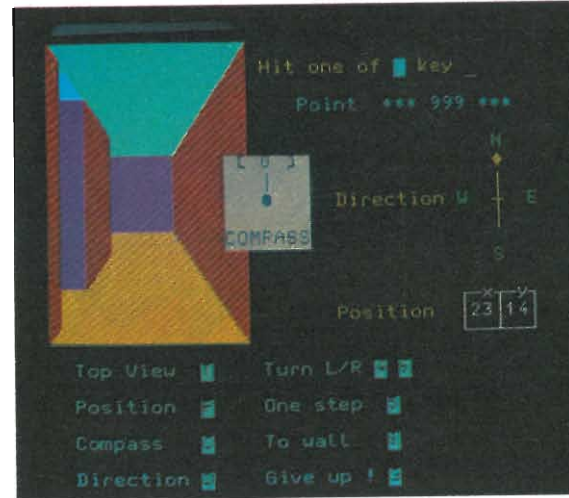 Hit one of key _
Point *** 999 ***
N
Direction W E
S
COMPASS
x y
Position 23 14
Top View T
Turn L/R
Position P
One step
Compass
To wall
Direction D
Give up !